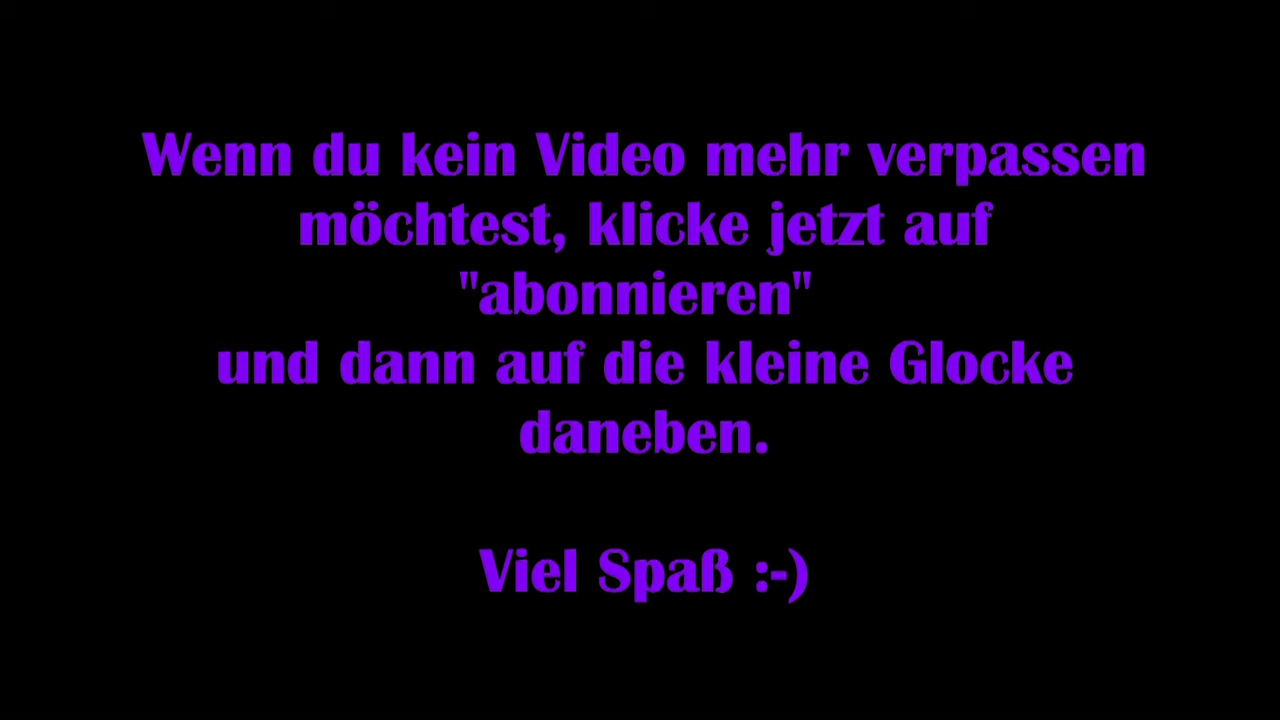 Wenn du kein Video mehr verpassen
möchtest, klicke jetzt auf
"abonnieren"
und dann auf die kleine Glocke
daneben.
Viel Spaß :-)